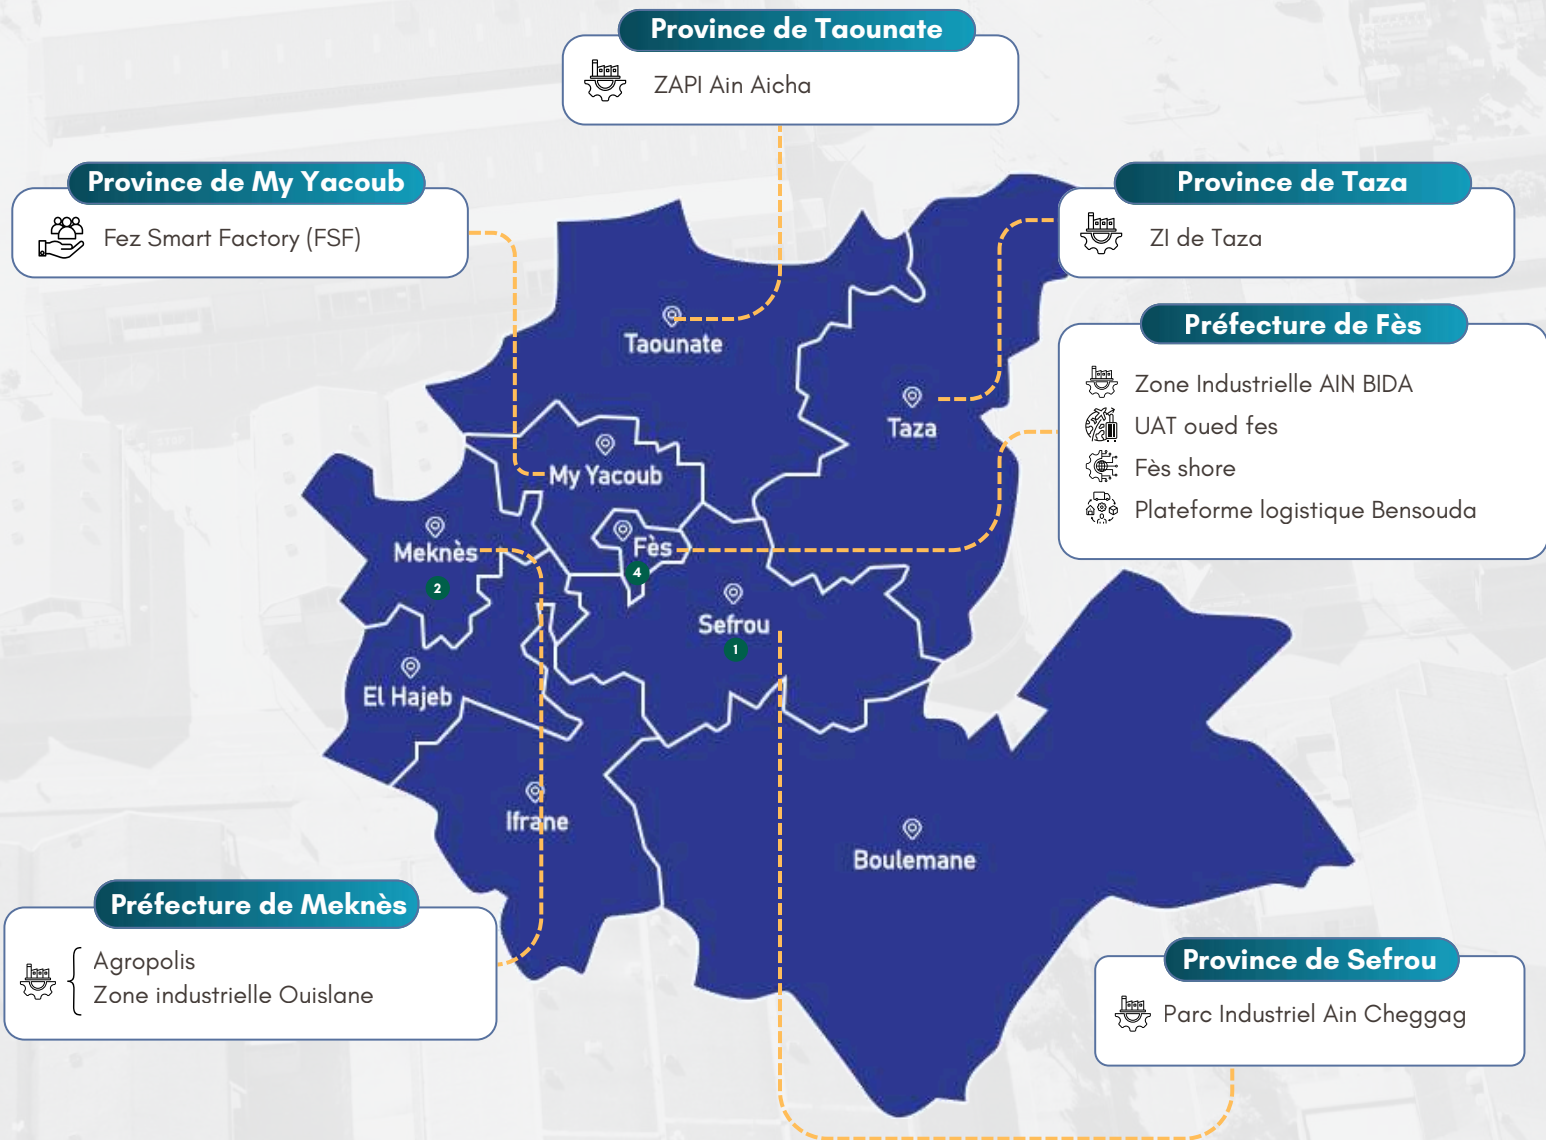 Province de Taounate
ZAPI Ain Aicha
Province de My Yacoub
Fez Smart Factory (FSF)
Province de Taza
ZI de Taza
Préfecture de Fès
Zone Industrielle AIN BIDA
UAT oued fes
Fès shore
Plateforme logistique Bensouda
Taounate
Taza
My Yacoub
Meknès
2
Fès
4
Sefrou
1
El Hajeb
Ifrane
Boulemane
Préfecture de Meknès
Agropolis
Zone industrielle Ouislane
Province de Sefrou
Parc Industriel Ain Cheggag